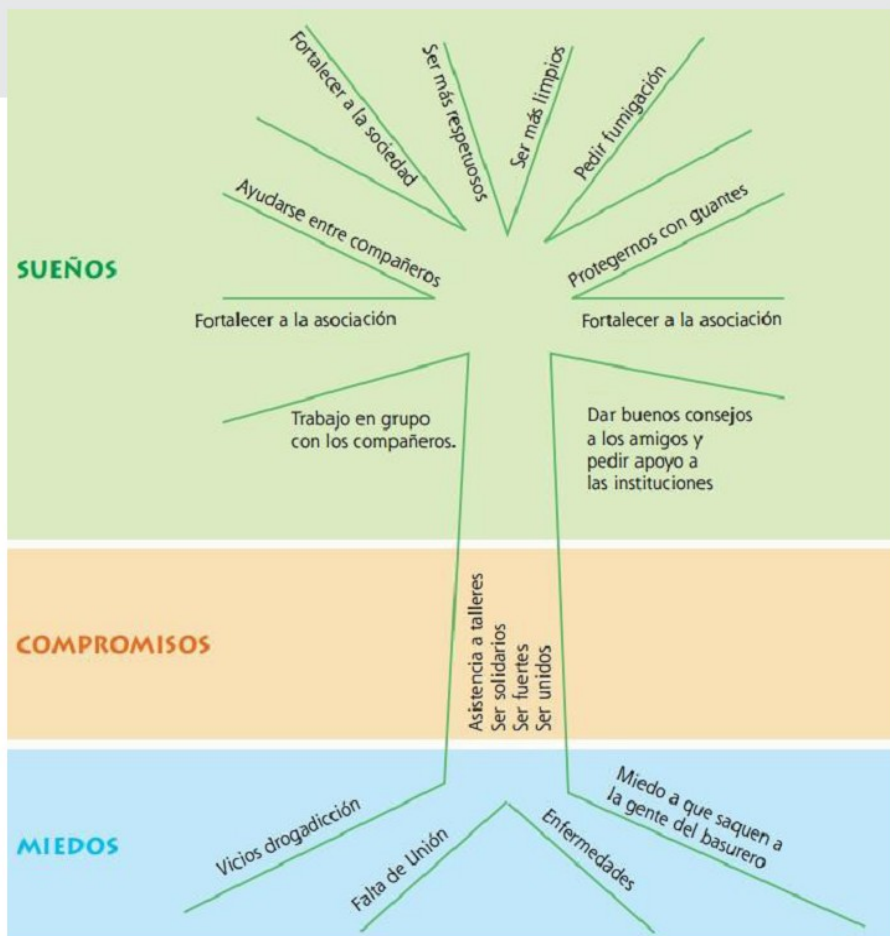 Fortalecer a la sociedad
Ser más respetuosos
Ser más limpios
Pedir fumigación
Ayudarse entre compañeros
Protegernos con guantes
SUEÑOS
Fortalecer a la asociación
Fortalecer a la asociación
Trabajo en grupo
con los compañeros.
Dar buenos consejos
a los amigos y
pedir apoyo a
las instituciones
COMPROMISOS
Asistencia a talleres
Ser solidarios
Ser fuertes
Ser unidos
MIEDOS
Vicios drogadicción
Falta de Unión
Enfermedades
Miedo a que saquen a
la gente del basurero